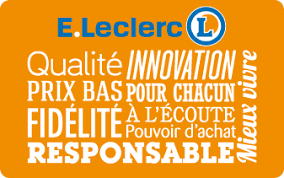 E.Leclerc L
Qualité INNOVATION
PRIX BAS POUR CHACUN
FIDÉLITÉ À L'ÉCOUTE
Pouvoir d'achat
RESPONSABLE
Mieux vivre